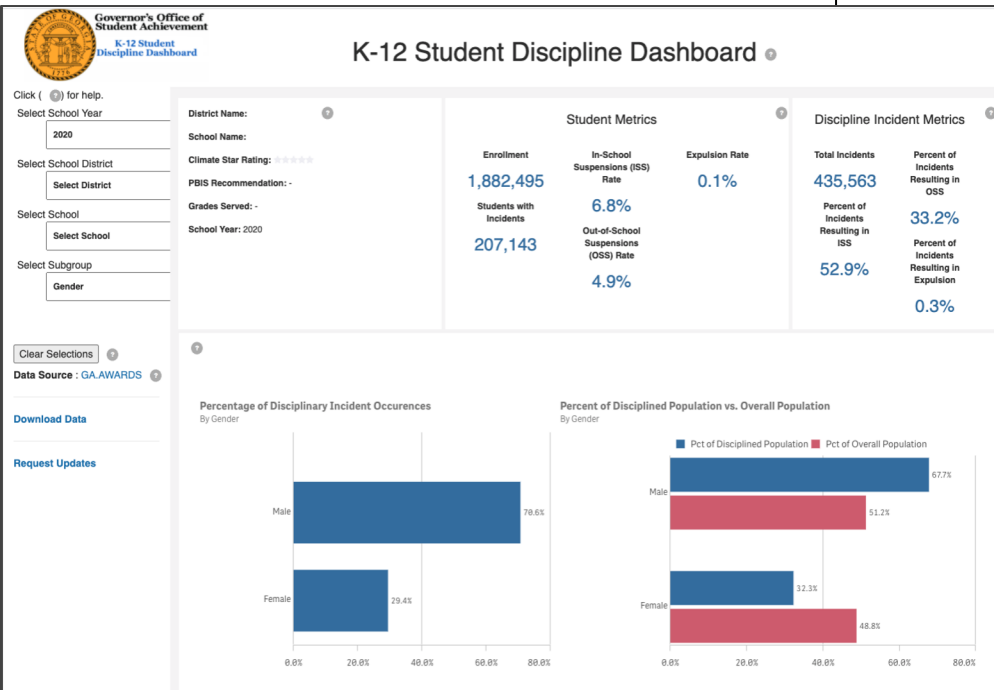 Governor's Office of
Student Achievement
K-12 Student
Discipline Dashboard
STATE OF GEORGIA
1776
K-12 Student Discipline Dashboard ?
Click ( ?) for help.
Select School Year
2020
Select School District
Select District
Select School
Select School
Select Subgroup
Gender
Clear Selections ?
Data Source : GA.AWARDS ?
Download Data
Request Updates
District Name: ?
School Name:
Climate Star Rating: ☆☆☆☆☆
PBIS Recommendation: -
Grades Served: -
School Year: 2020
Student Metrics ?
Enrollment
1,882,495
Students with
Incidents
207,143
In-School
Suspensions (ISS)
Rate
6.8%
Out-of-School
Suspensions
(OSS) Rate
4.9%
Expulsion Rate
0.1%
Discipline Incident Metrics ?
Total Incidents
435,563
Percent of
Incidents
Resulting in
ISS
52.9%
Percent of
Incidents
Resulting in
OSS
33.2%
Percent of
Incidents
Resulting in
Expulsion
0.3%
?
Percentage of Disciplinary Incident Occurences
By Gender
Male
70.6%
Female
29.4%
0.0% 20.0% 40.0% 60.0% 80.0%
Percent of Disciplined Population vs. Overall Population
By Gender
Pct of Disciplined Population Pct of Overall Population
Male
67.7%
51.2%
Female
32.3%
48.8%
0.0% 20.0% 40.0% 60.0% 80.0%